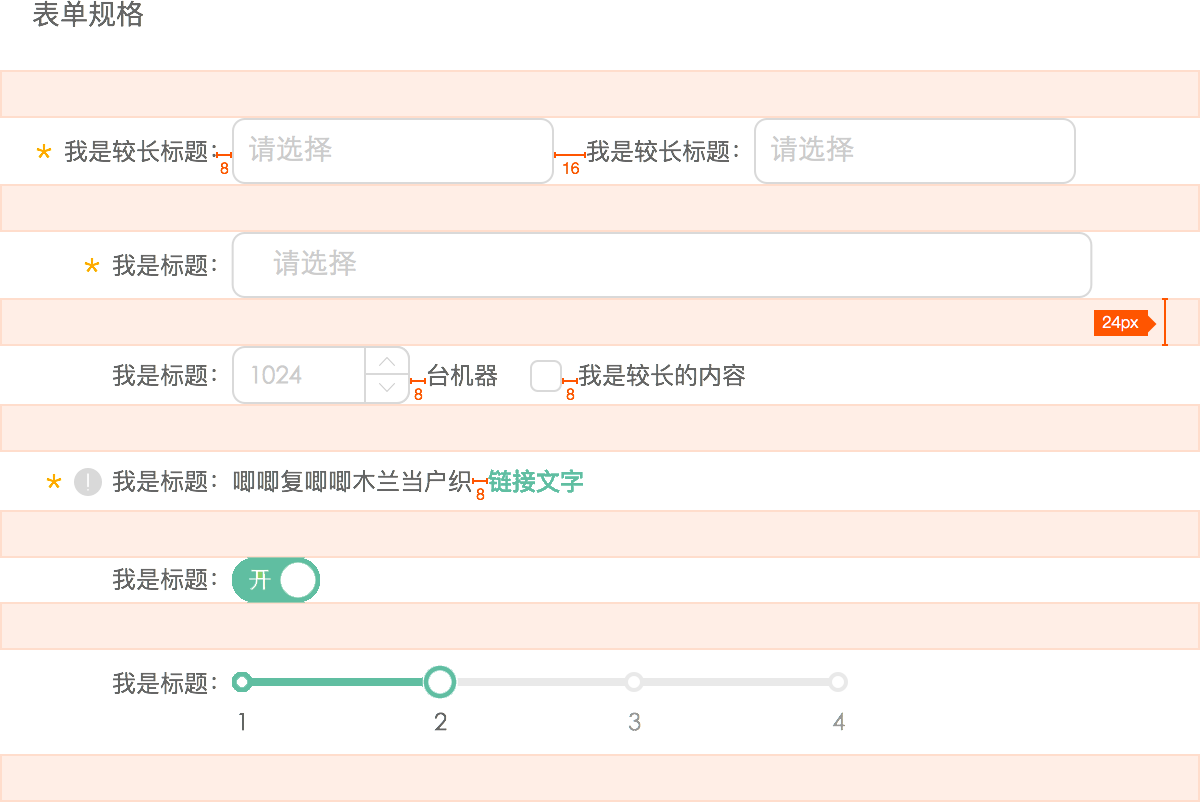 表单规格
* 我是较长标题: 8 请选择 16 我是较长标题: 请选择
* 我是标题: 请选择
24px
我是标题: 1024 8 台机器 8 我是较长的内容
* ! 我是标题: 唧唧复唧唧木兰当户织 8 链接文字
我是标题: 开
我是标题:
1 2 3 4